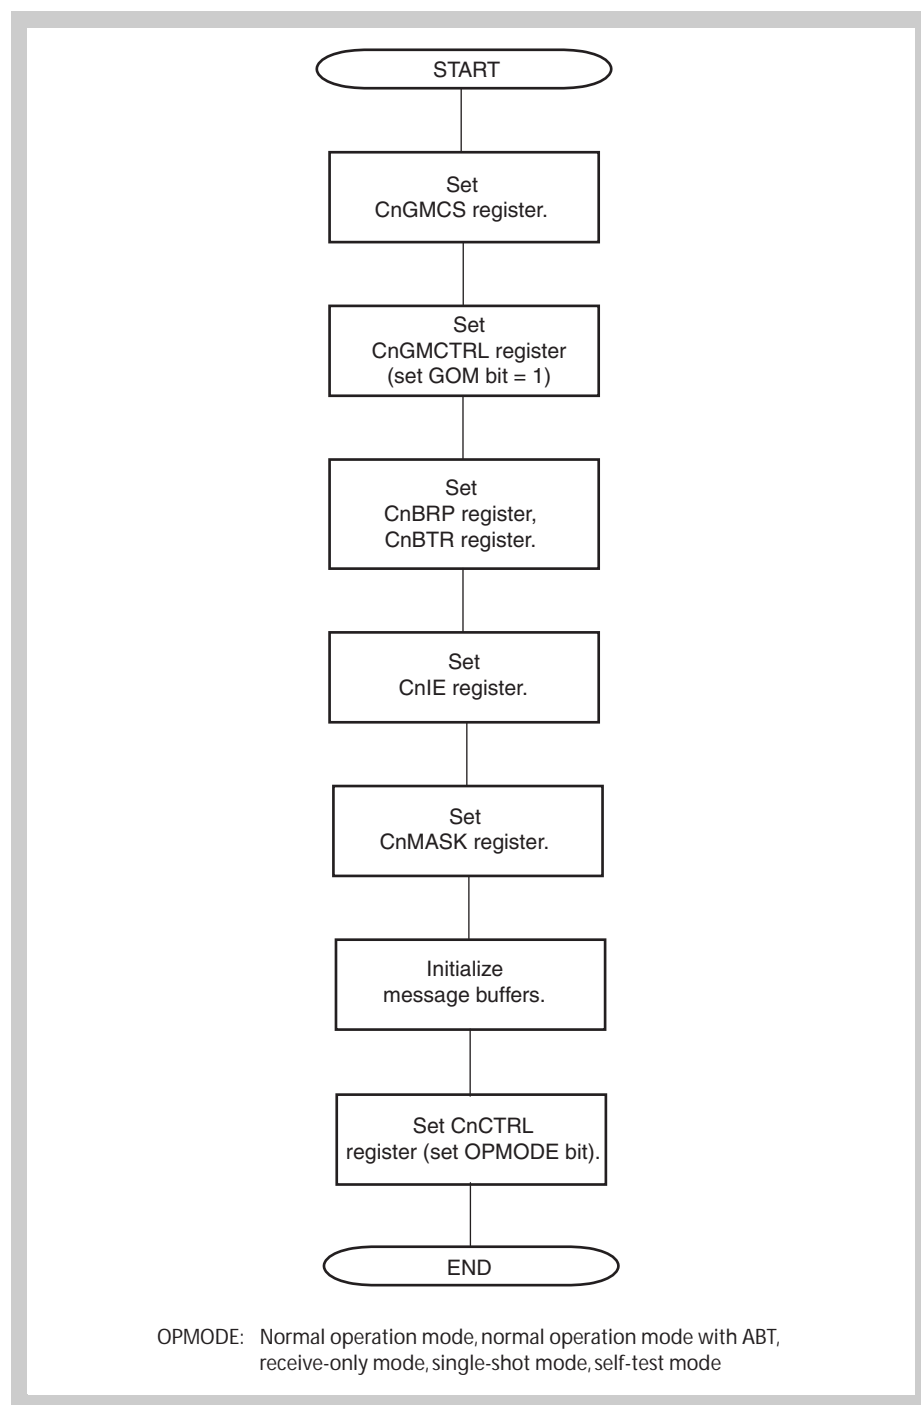 START
Set
CnGMCS register.
Set
CnGMCTRL register
(set GOM bit = 1)
Set
CnBRP register,
CnBTR register.
Set
CnIE register.
Set
CnMASK register.
Initialize
message buffers.
Set CnCTRL
register (set OPMODE bit).
END
OPMODE: Normal operation mode, normal operation mode with ABT,
receive-only mode, single-shot mode, self-test mode